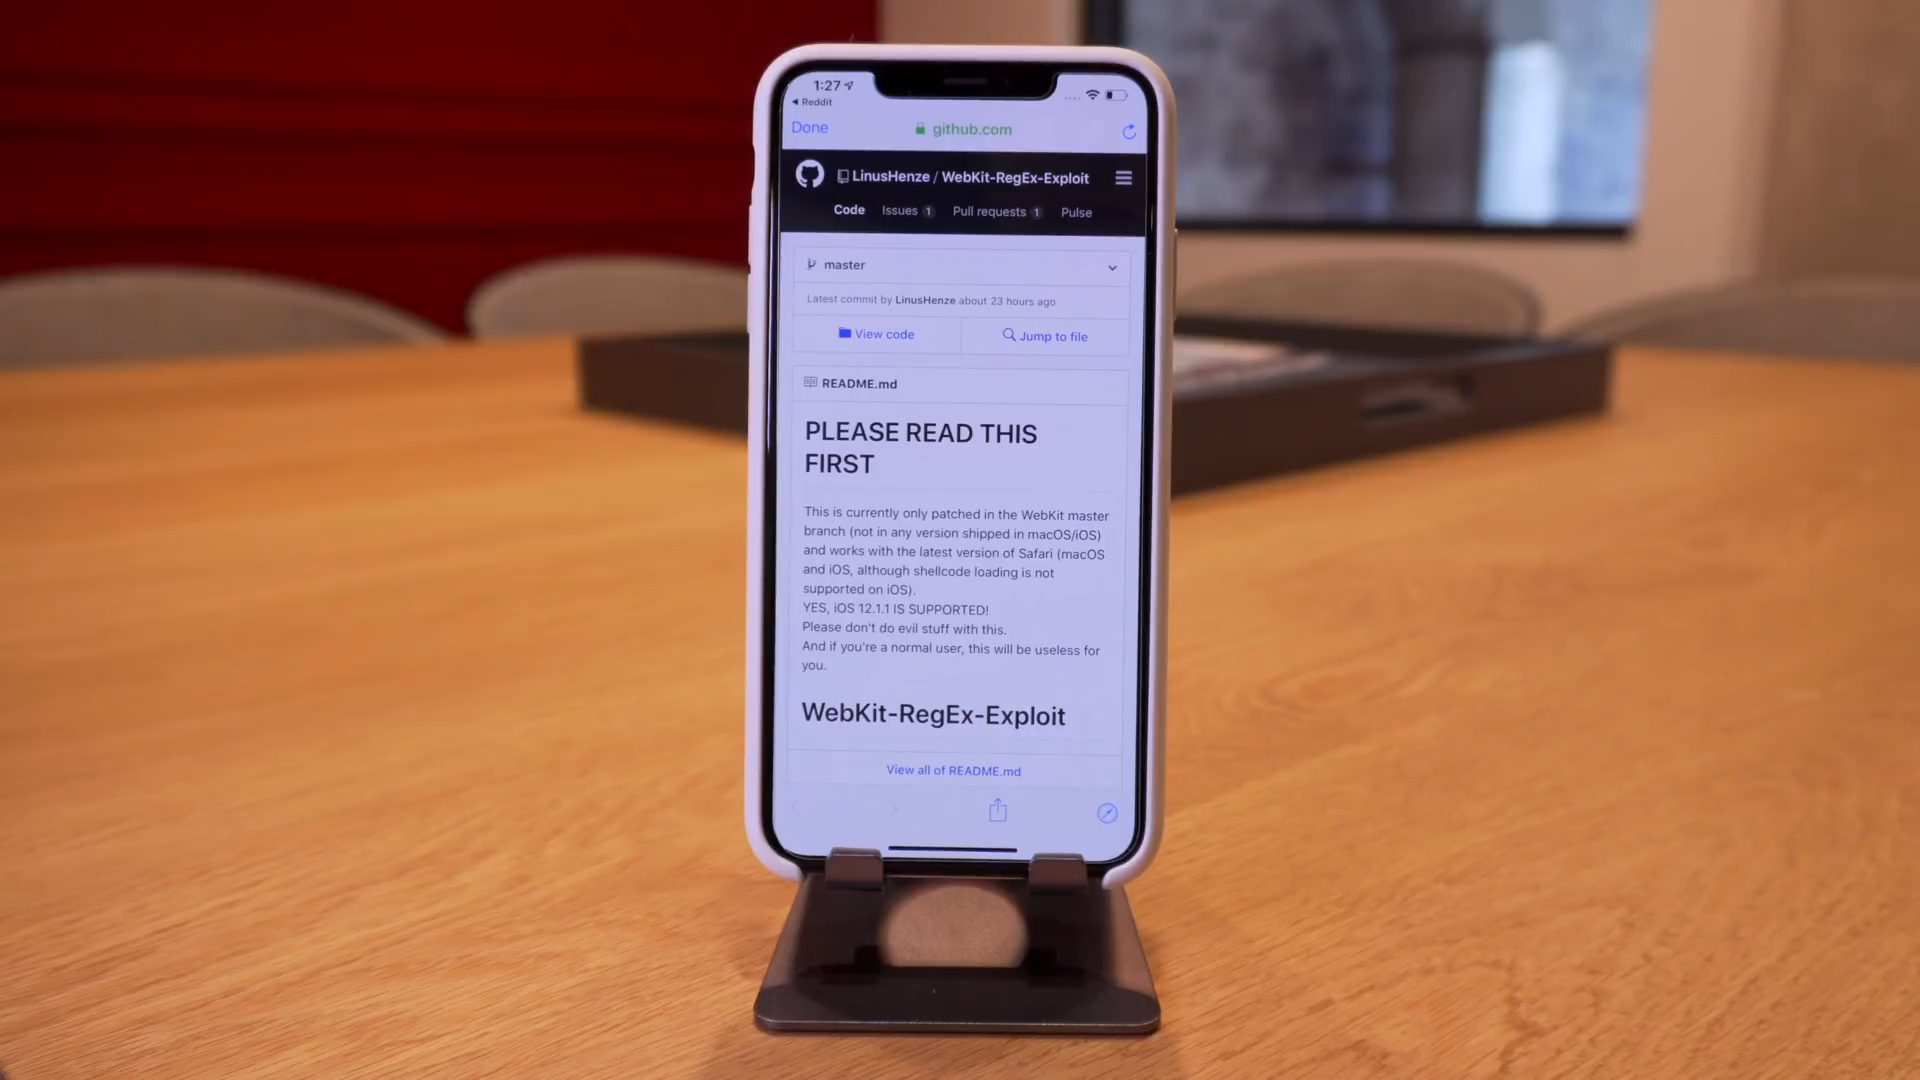 1:27
Reddit
Done
github.com
LinusHenze / WebKit-RegEx-Exploit
Code Issues 1 Pull requests 1 Pulse
master
Latest commit by LinusHenze about 23 hours ago
View code
Jump to file
README.md
PLEASE READ THIS
FIRST
This is currently only patched in the WebKit master
branch (not in any version shipped in macOS/iOS)
and works with the latest version of Safari (macOS
and iOS, although shellcode loading is not
supported on iOS).
YES, iOS 12.1.1 IS SUPPORTED!
Please don't do evil stuff with this.
And if you're a normal user, this will be useless for
you.
WebKit-RegEx-Exploit
View all of README.md